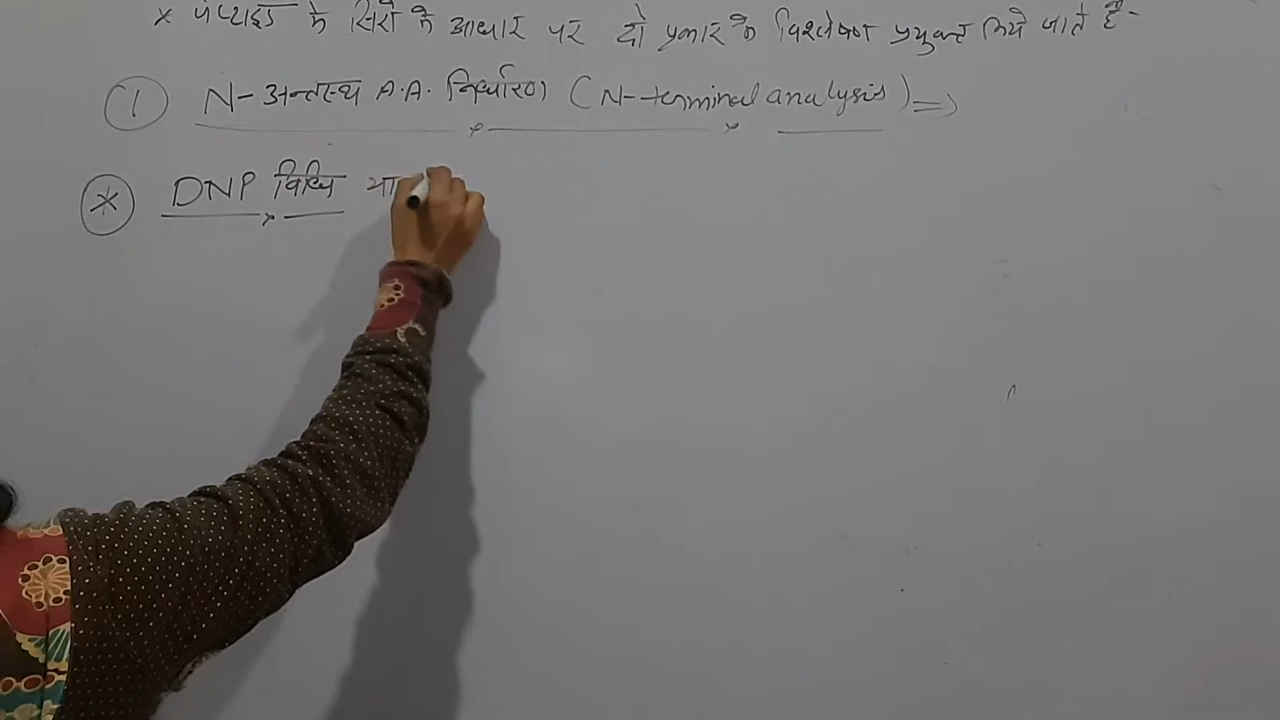 × पेप्टाइड के सिरों के आधार पर दो प्रकार के विश्लेषण प्रयुक्त किये जाते हैं-
(1) N-अन्तस्थ A.A. निर्धारण (N-terminal analysis) =>
* DNP विधि या